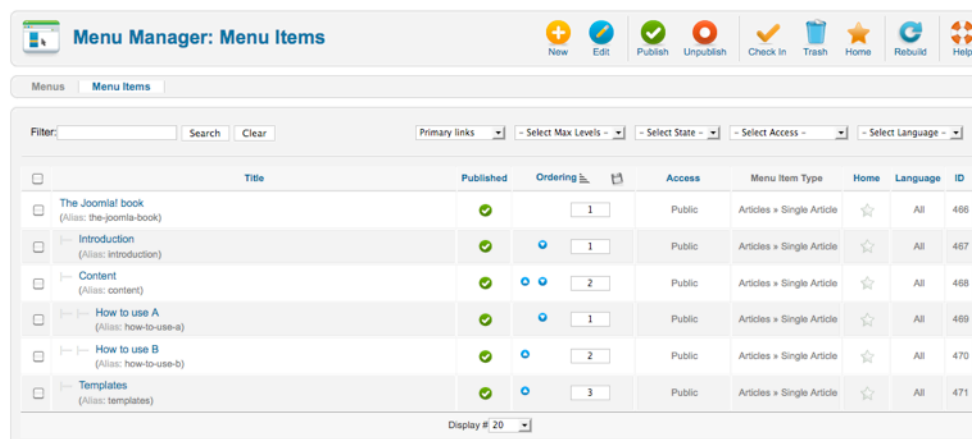 Menu Manager: Menu Items
New Edit Publish Unpublish Check In Trash Home Rebuild Help
Menus Menu Items
Filter: Search Clear Primary links - Select Max Levels - - Select State - - Select Access - - Select Language -
Title Published Ordering Access Menu Item Type Home Language ID
The Joomla! book
(Alias: the-joomla-book)
1 Public Articles » Single Article All 466
Introduction
(Alias: introduction)
1 Public Articles » Single Article All 467
Content
(Alias: content)
2 Public Articles » Single Article All 468
How to use A
(Alias: how-to-use-a)
1 Public Articles » Single Article All 469
How to use B
(Alias: how-to-use-b)
2 Public Articles » Single Article All 470
Templates
(Alias: templates)
3 Public Articles » Single Article All 471
Display # 20